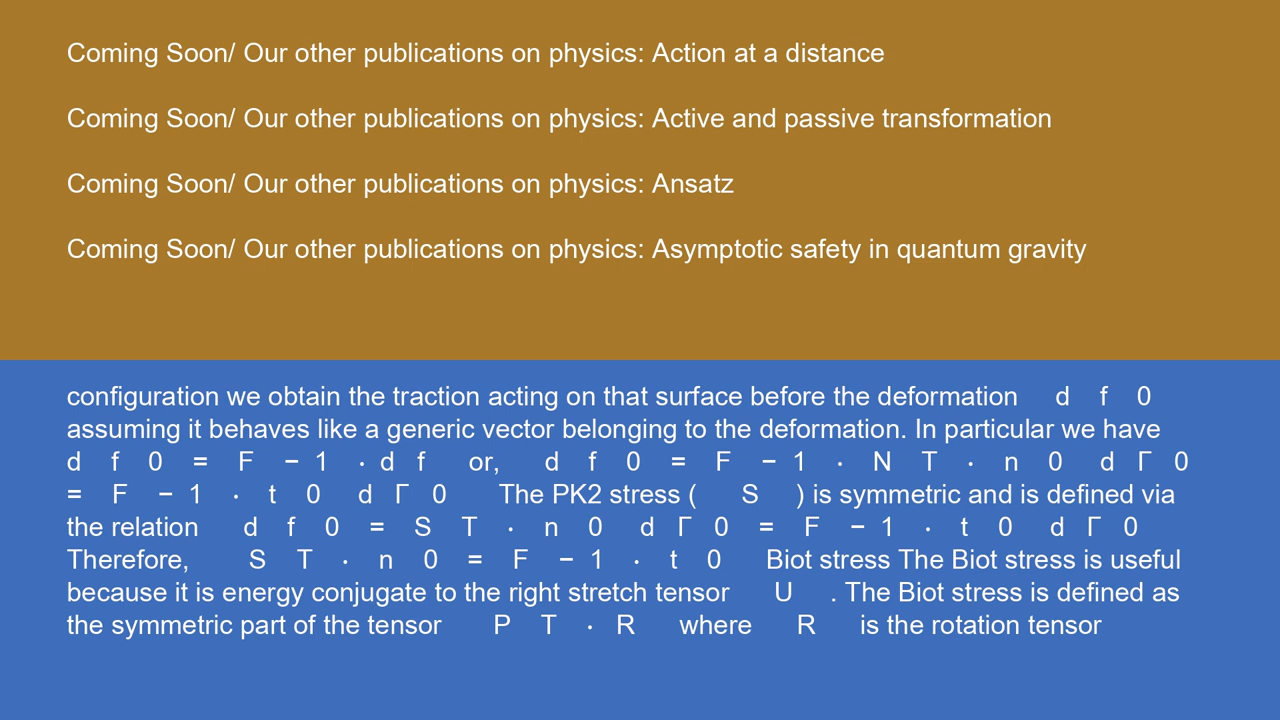 Coming Soon/ Our other publications on physics: Action at a distance
Coming Soon/ Our other publications on physics: Active and passive transformation
Coming Soon/ Our other publications on physics: Ansatz
Coming Soon/ Our other publications on physics: Asymptotic safety in quantum gravity
configuration we obtain the traction acting on that surface before the deformation d f 0
assuming it behaves like a generic vector belonging to the deformation. In particular we have
d f 0 = F − 1 ⋅ d f or, d f 0 = F − 1 ⋅ N T ⋅ n 0 d Γ 0
= F − 1 ⋅ t 0 d Γ 0 The PK2 stress ( S ) is symmetric and is defined via
the relation d f 0 = S T ⋅ n 0 d Γ 0 = F − 1 ⋅ t 0 d Γ 0
Therefore, S T ⋅ n 0 = F − 1 ⋅ t 0 Biot stress The Biot stress is useful
because it is energy conjugate to the right stretch tensor U . The Biot stress is defined as
the symmetric part of the tensor P T ⋅ R where R is the rotation tensor